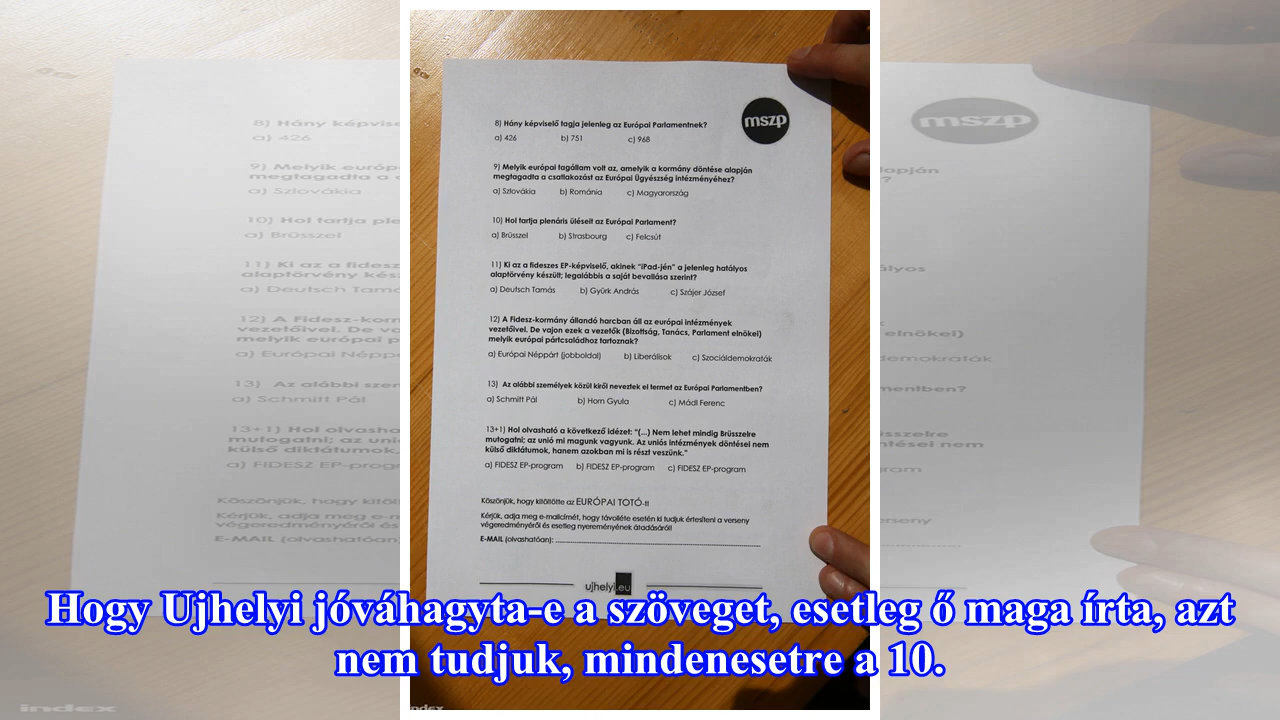 mszp
8) Hány képviselő tagja jelenleg az Európai Parlamentnek?
a) 426 b) 751 c) 968
9) Melyik európai tagállam volt az, amelyik a kormány döntése alapján
megtagadta a csatlakozást az Európai Ügyészség intézményéhez?
a) Szlovákia b) Románia c) Magyarország
10) Hol tartja plenáris üléseit az Európai Parlament?
a) Brüsszel b) Strasbourg c) Felcsút
11) Ki az a fideszes EP-képviselő, akinek "iPad-jén" a jelenleg hatályos
alaptörvény készült; legalábbis a saját bevallása szerint?
a) Deutsch Tamás b) Gyürk András c) Szájer József
12) A Fidesz-kormány állandó harcban áll az európai intézmények
vezetőivel. De vajon ezek a vezetők (Bizottság, Tanács, Parlament elnökei)
melyik európai pártcsaládhoz tartoznak?
a) Európai Néppárt (jobboldal) b) Liberálisok c) Szociáldemokraták
13) Az alábbi személyek közül kiről neveztek el termet az Európai Parlamentben?
a) Schmitt Pál b) Horn Gyula c) Mádl Ferenc
13+1) Hol olvasható a következő idézet: "(...) Nem lehet mindig Brüsszelre
mutogatni; az unió mi magunk vagyunk. Az uniós intézmények döntései nem
külső diktátumok, hanem azokban mi is részt veszünk."
a) FIDESZ EP-program b) FIDESZ EP-program c) FIDESZ EP-program
Köszönjük, hogy kitöltötte az EURÓPAI TOTÓ-t!
Kérjük, adja meg e-mailcímét, hogy távolléte esetén ki tudjuk értesíteni a verseny
végeredményéről és esetleg nyereményének átadásáról!
E-MAIL (olvashatóan):
ujhelyi.eu
Hogy Ujhelyi jóváhagyta-e a szöveget, esetleg ő maga írta, azt
nem tudjuk, mindenesetre a 10.
index